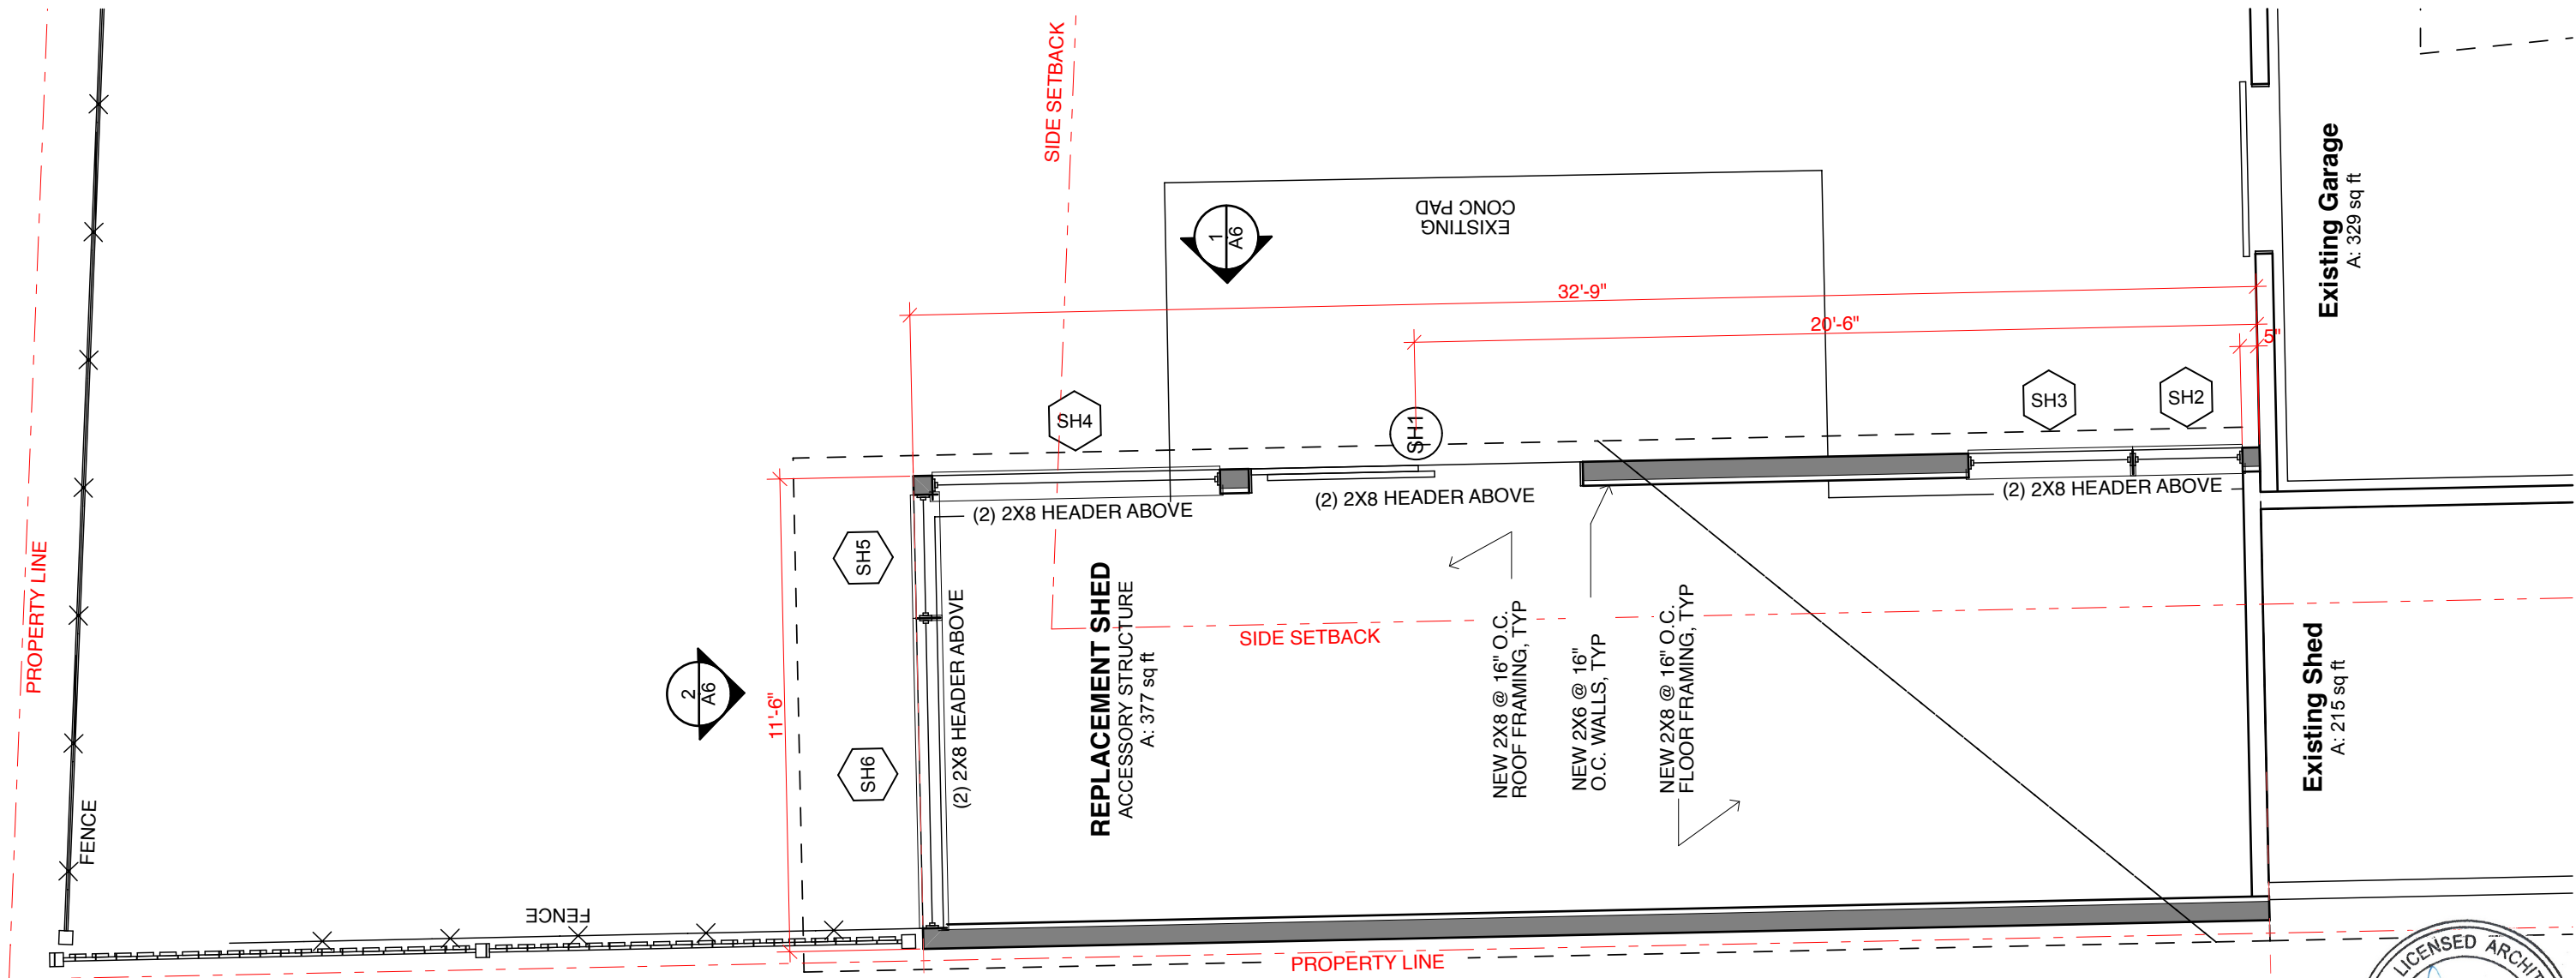 SIDE SETBACK
PROPERTY LINE
FENCE
FENCE
1
A6
EXISTING
CONC PAD
32'-9"
20'-6"
5"
Existing Garage
A: 329 sq ft
SH4
SH1
SH3
SH2
(2) 2X8 HEADER ABOVE
(2) 2X8 HEADER ABOVE
(2) 2X8 HEADER ABOVE
SH5
SH6
2
A6
11'-6"
(2) 2X8 HEADER ABOVE
REPLACEMENT SHED
ACCESSORY STRUCTURE
A: 377 sq ft
SIDE SETBACK
NEW 2X8 @ 16" O.C.
ROOF FRAMING, TYP
NEW 2X6 @ 16"
O.C. WALLS, TYP
NEW 2X8 @ 16" O.C.
FLOOR FRAMING, TYP
Existing Shed
A: 215 sq ft
PROPERTY LINE
LICENSED ARCHIT